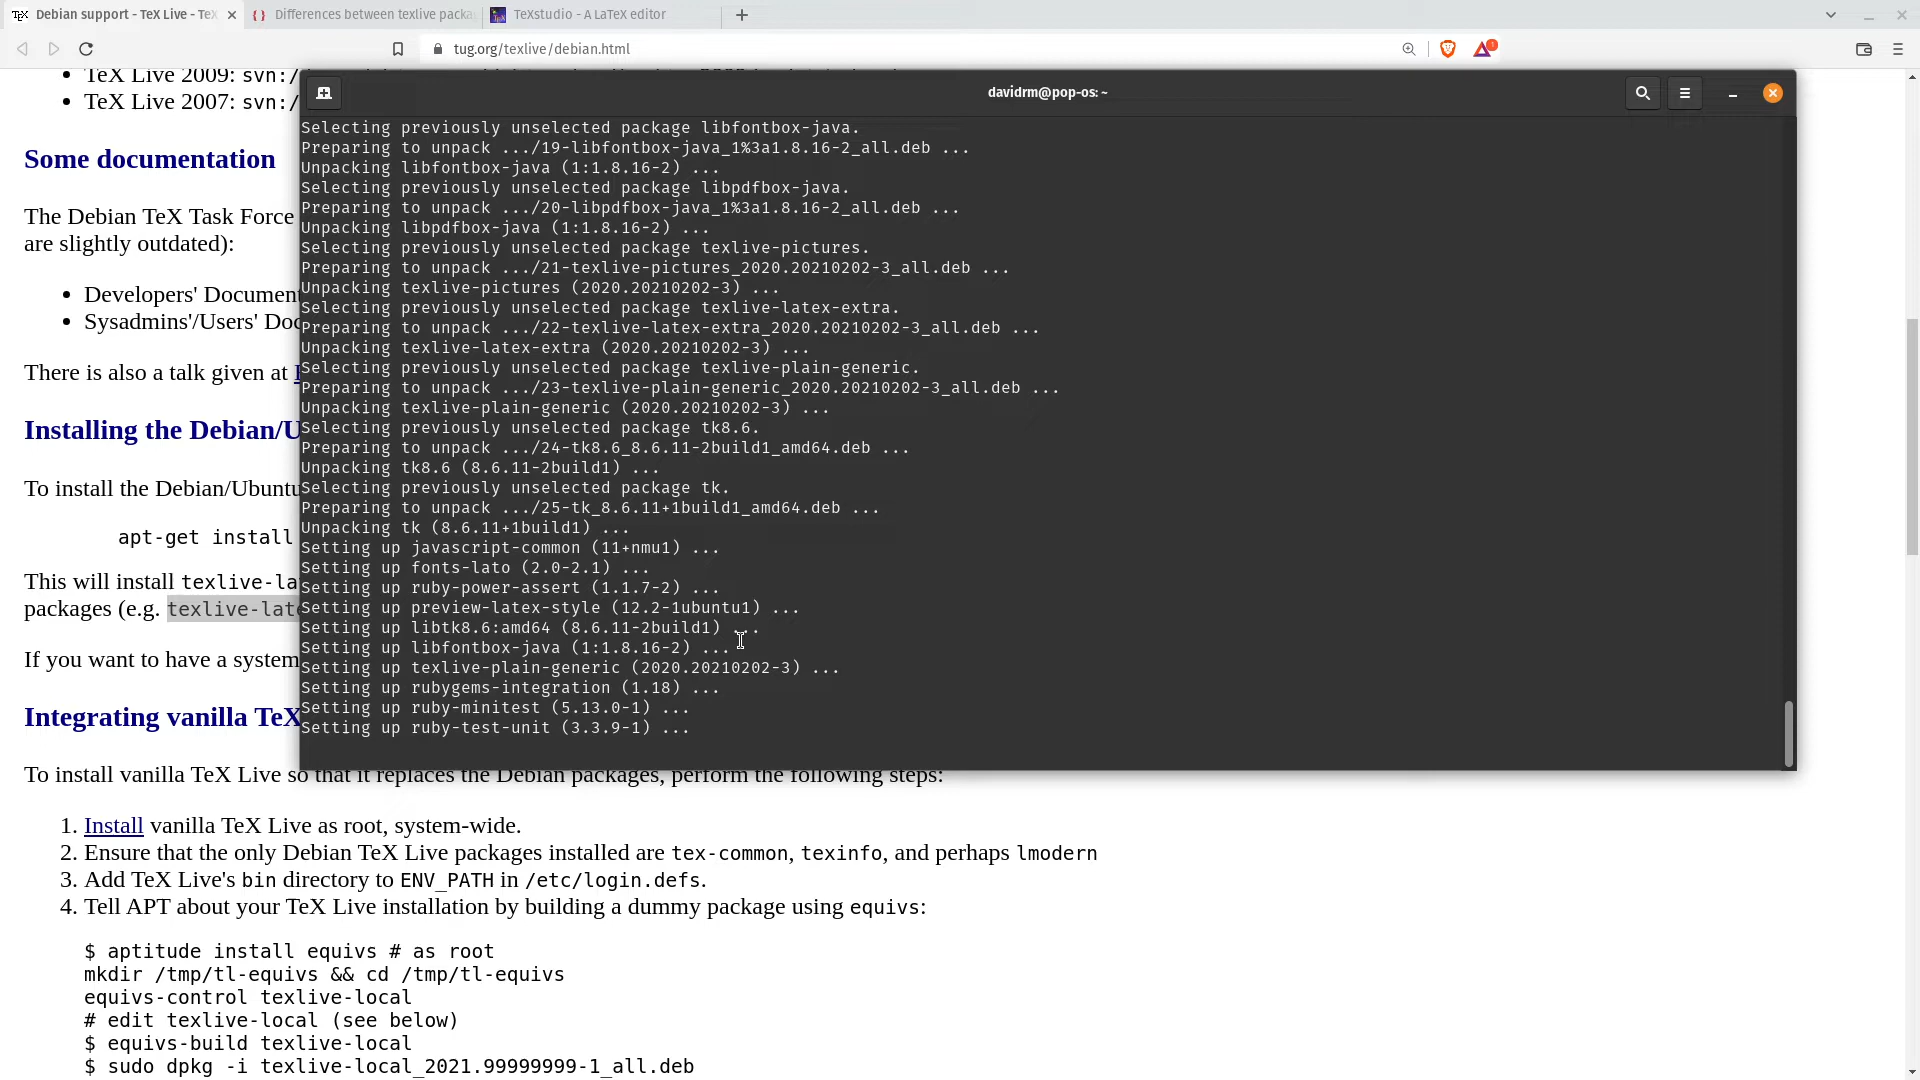 Debian support - TeX Live - TeX
Differences between texlive packa
TeXstudio - A LaTeX editor
tug.org/texlive/debian.html
TeX Live 2009: svn:/
TeX Live 2007: svn:/
Some documentation
The Debian TeX Task Force
are slightly outdated):
Developers' Document
Sysadmins'/Users' Doc
There is also a talk given at
Installing the Debian/U
To install the Debian/Ubuntu
apt-get install
This will install texlive-la
packages (e.g. texlive-late
If you want to have a system
Integrating vanilla TeX
davidrm@pop-os: ~
Selecting previously unselected package libfontbox-java.
Preparing to unpack .../19-libfontbox-java_1%3a1.8.16-2_all.deb ...
Unpacking libfontbox-java (1:1.8.16-2) ...
Selecting previously unselected package libpdfbox-java.
Preparing to unpack .../20-libpdfbox-java_1%3a1.8.16-2_all.deb ...
Unpacking libpdfbox-java (1:1.8.16-2) ...
Selecting previously unselected package texlive-pictures.
Preparing to unpack .../21-texlive-pictures_2020.20210202-3_all.deb ...
Unpacking texlive-pictures (2020.20210202-3) ...
Selecting previously unselected package texlive-latex-extra.
Preparing to unpack .../22-texlive-latex-extra_2020.20210202-3_all.deb ...
Unpacking texlive-latex-extra (2020.20210202-3) ...
Selecting previously unselected package texlive-plain-generic.
Preparing to unpack .../23-texlive-plain-generic_2020.20210202-3_all.deb ...
Unpacking texlive-plain-generic (2020.20210202-3) ...
Selecting previously unselected package tk8.6.
Preparing to unpack .../24-tk8.6_8.6.11-2build1_amd64.deb ...
Unpacking tk8.6 (8.6.11-2build1) ...
Selecting previously unselected package tk.
Preparing to unpack .../25-tk_8.6.11+1build1_amd64.deb ...
Unpacking tk (8.6.11+1build1) ...
Setting up javascript-common (11+nmu1) ...
Setting up fonts-lato (2.0-2.1) ...
Setting up ruby-power-assert (1.1.7-2) ...
Setting up preview-latex-style (12.2-1ubuntu1) ...
Setting up libtk8.6:amd64 (8.6.11-2build1) ...
Setting up libfontbox-java (1:1.8.16-2) ...
Setting up texlive-plain-generic (2020.20210202-3) ...
Setting up rubygems-integration (1.18) ...
Setting up ruby-minitest (5.13.0-1) ...
Setting up ruby-test-unit (3.3.9-1) ...
To install vanilla TeX Live so that it replaces the Debian packages, perform the following steps:
1. Install vanilla TeX Live as root, system-wide.
2. Ensure that the only Debian TeX Live packages installed are tex-common, texinfo, and perhaps lmodern
3. Add TeX Live's bin directory to ENV_PATH in /etc/login.defs.
4. Tell APT about your TeX Live installation by building a dummy package using equivs:
$ aptitude install equivs # as root
mkdir /tmp/tl-equivs && cd /tmp/tl-equivs
equivs-control texlive-local
# edit texlive-local (see below)
$ equivs-build texlive-local
$ sudo dpkg -i texlive-local_2021.99999999-1_all.deb